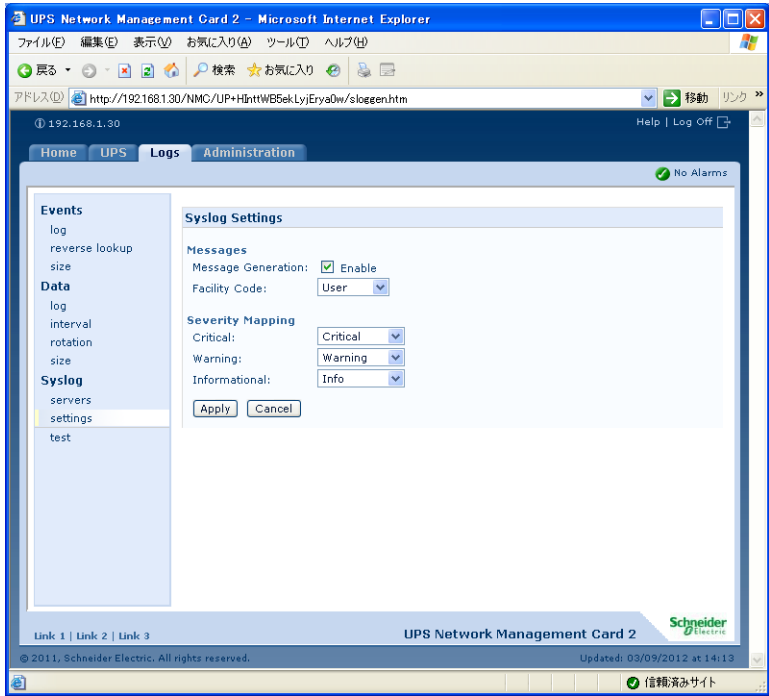 UPS Network Management Card 2 - Microsoft Internet Explorer
ファイル(F) 編集(E) 表示(V) お気に入り(A) ツール(T) ヘルプ(H)
戻る 検索 お気に入り
アドレス(D) http://192.168.1.30/NMC/UP+HInttWB5ekLyjErya0w/sloggen.htm 移動 リンク »
192.168.1.30 Help | Log Off
Home UPS Logs Administration
No Alarms
Events
log
reverse lookup
size
Data
log
interval
rotation
size
Syslog
servers
settings
test
Syslog Settings
Messages
Message Generation: Enable
Facility Code: User
Severity Mapping
Critical: Critical
Warning: Warning
Informational: Info
Apply Cancel
Link 1 | Link 2 | Link 3
UPS Network Management Card 2
Schneider Electric
© 2011, Schneider Electric. All rights reserved. Updated: 03/09/2012 at 14:13
信頼済みサイト